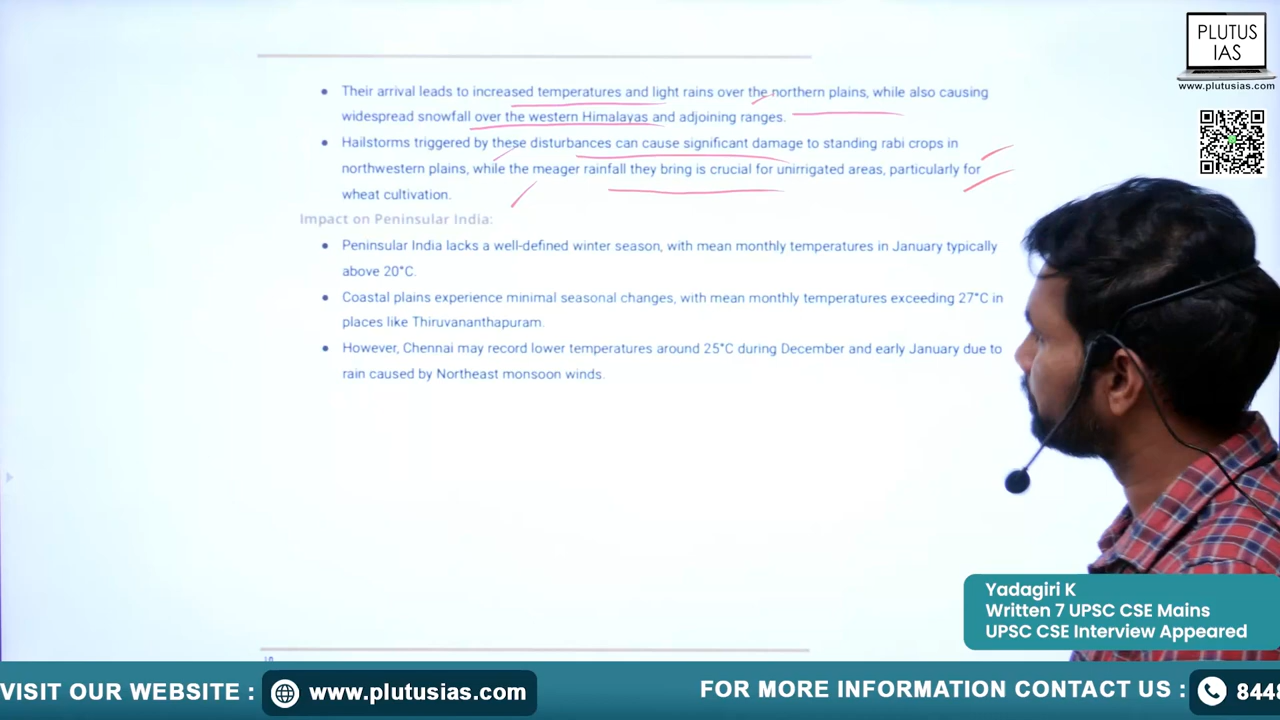 PLUTUS
IAS
www.plutusias.com
Their arrival leads to increased temperatures and light rains over the northern plains, while also causing
widespread snowfall over the western Himalayas and adjoining ranges.
Hailstorms triggered by these disturbances can cause significant damage to standing rabi crops in
northwestern plains, while the meager rainfall they bring is crucial for unirrigated areas, particularly for
wheat cultivation.
Impact on Peninsular India:
Peninsular India lacks a well-defined winter season, with mean monthly temperatures in January typically
above 20°C.
Coastal plains experience minimal seasonal changes, with mean monthly temperatures exceeding 27°C in
places like Thiruvananthapuram.
However, Chennai may record lower temperatures around 25°C during December and early January due to
rain caused by Northeast monsoon winds.
Yadagiri K
Written 7 UPSC CSE Mains
UPSC CSE Interview Appeared
VISIT OUR WEBSITE : www.plutusias.com FOR MORE INFORMATION CONTACT US : 8448